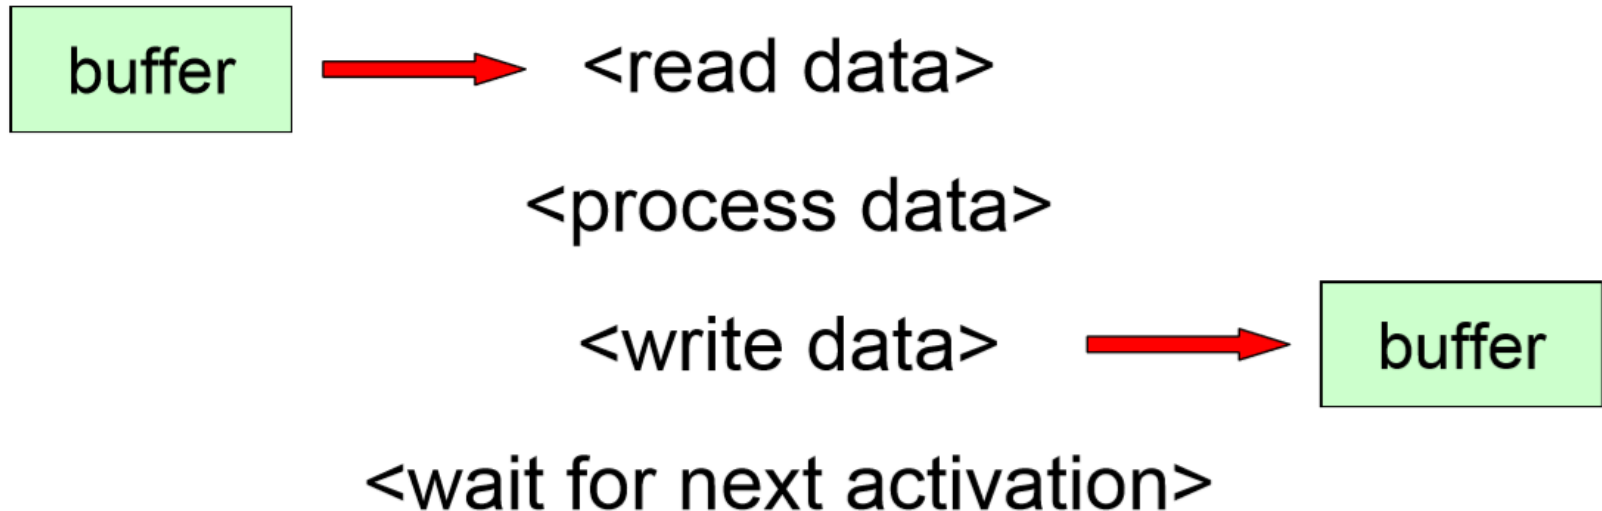 buffer
<read data>
<process data>
<write data>
buffer
<wait for next activation>